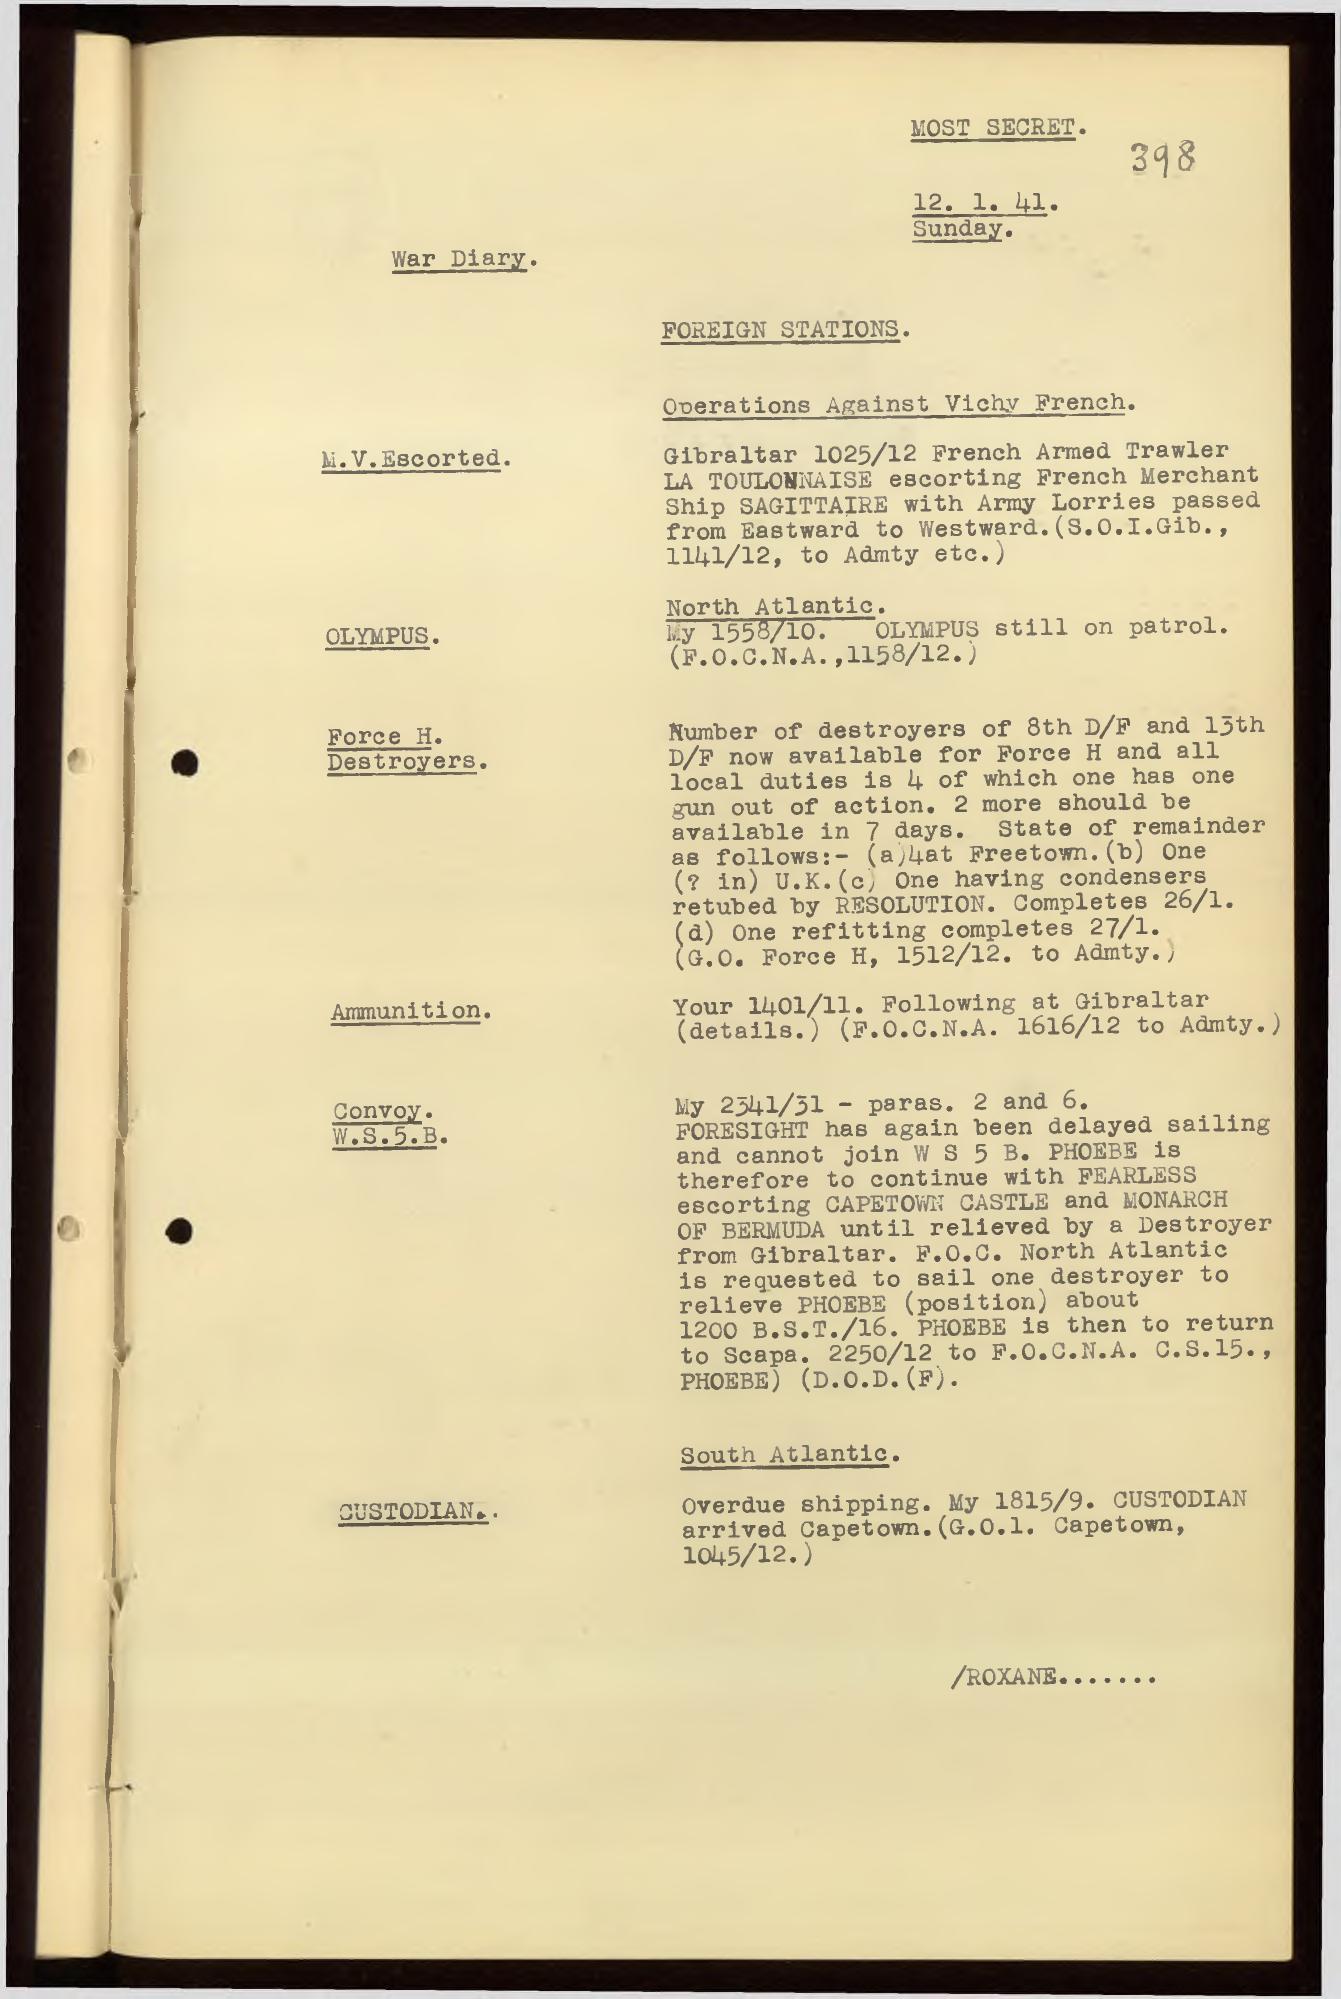 MOST SECRET.
398
12. 1. 41.
Sunday.
War Diary.
FOREIGN STATIONS.
Operations Against Vichy French.
M.V.Escorted.
Gibraltar 1025/12 French Armed Trawler
LA TOULONNAISE escorting French Merchant
Ship SAGITTAIRE with Army Lorries passed
from Eastward to Westward.(S.O.I.Gib.,
1141/12, to Admty etc.)
North Atlantic.
OLYMPUS.
My 1558/10. OLYMPUS still on patrol.
(F.O.C.N.A.,1158/12.)
Force H.
Destroyers.
Number of destroyers of 8th D/F and 13th
D/F now available for Force H and all
local duties is 4 of which one has one
gun out of action. 2 more should be
available in 7 days. State of remainder
as follows:- (a)4at Freetown.(b) One
(? in) U.K.(c) One having condensers
retubed by RESOLUTION. Completes 26/1.
(d) One refitting completes 27/1.
(G.O. Force H, 1512/12. to Admty.)
Ammunition.
Your 1401/11. Following at Gibraltar
(details.) (F.O.C.N.A. 1616/12 to Admty.)
Convoy.
W.S.5.B.
My 2341/31 - paras. 2 and 6.
FORESIGHT has again been delayed sailing
and cannot join W S 5 B. PHOEBE is
therefore to continue with FEARLESS
escorting CAPETOWN CASTLE and MONARCH
OF BERMUDA until relieved by a Destroyer
from Gibraltar. F.O.C. North Atlantic
is requested to sail one destroyer to
relieve PHOEBE (position) about
1200 B.S.T./16. PHOEBE is then to return
to Scapa. 2250/12 to F.O.C.N.A. C.S.15.,
PHOEBE) (D.O.D.(F).
South Atlantic.
CUSTODIAN..
Overdue shipping. My 1815/9. CUSTODIAN
arrived Capetown.(G.O.1. Capetown,
1045/12.)
/ROXANE.......